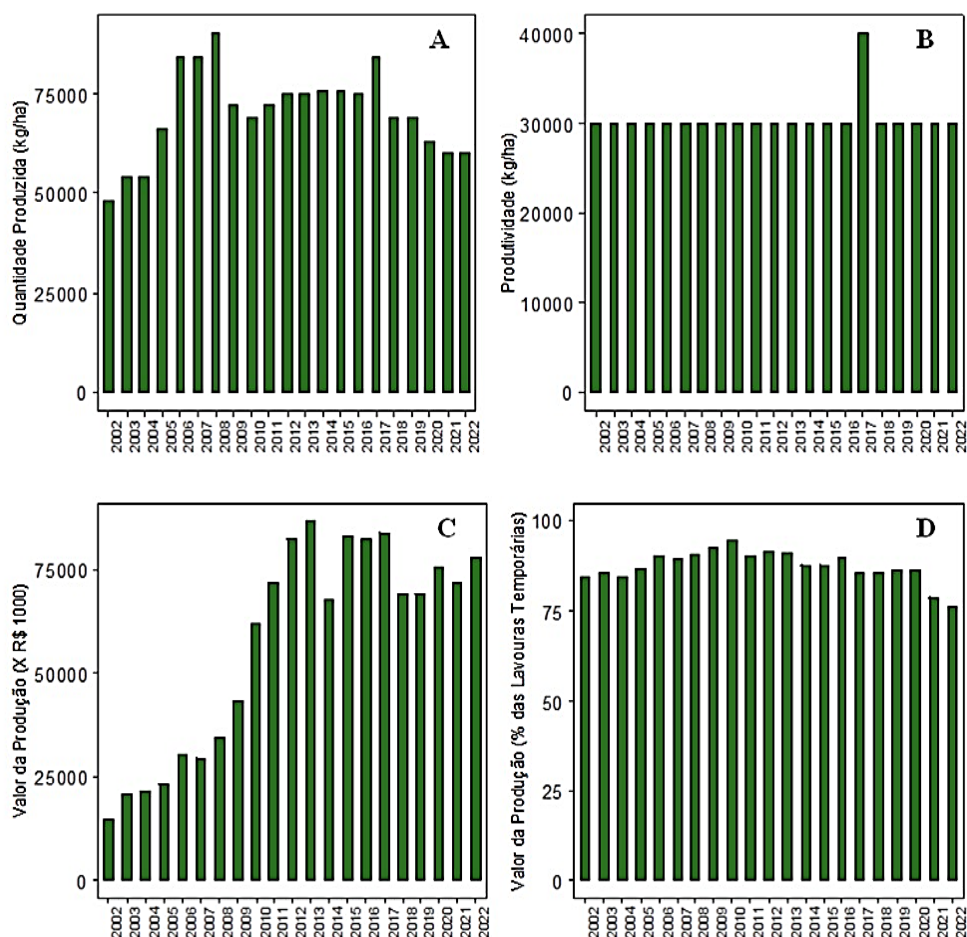 A
Quantidade Produzida (kg/ha)
75000
50000
25000
0
2002 2003 2004 2005 2006 2007 2008 2009 2010 2011 2012 2013 2014 2015 2016 2017 2018 2019 2020 2021 2022
B
Produtividade (kg/ha)
40000
30000
20000
10000
0
2002 2003 2004 2005 2006 2007 2008 2009 2010 2011 2012 2013 2014 2015 2016 2017 2018 2019 2020 2021 2022
C
Valor da Produção (X R$ 1000)
75000
50000
25000
0
2002 2003 2004 2005 2006 2007 2008 2009 2010 2011 2012 2013 2014 2015 2016 2017 2018 2019 2020 2021 2022
D
Valor da Produção (% das Lavouras Temporárias)
100
75
50
25
0
2002 2003 2004 2005 2006 2007 2008 2009 2010 2011 2012 2013 2014 2015 2016 2017 2018 2019 2020 2021 2022